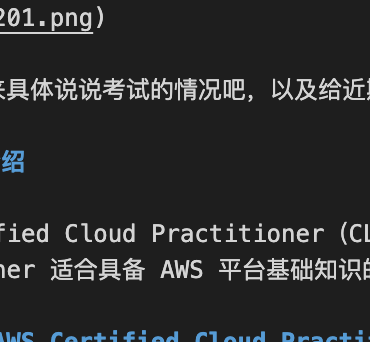 201.png)
来具体说说考试的情况吧，以及给近
绍
fied Cloud Practitioner（CL
ner 适合具备 AWS 平台基础知识的
AWS Certified Cloud Practi